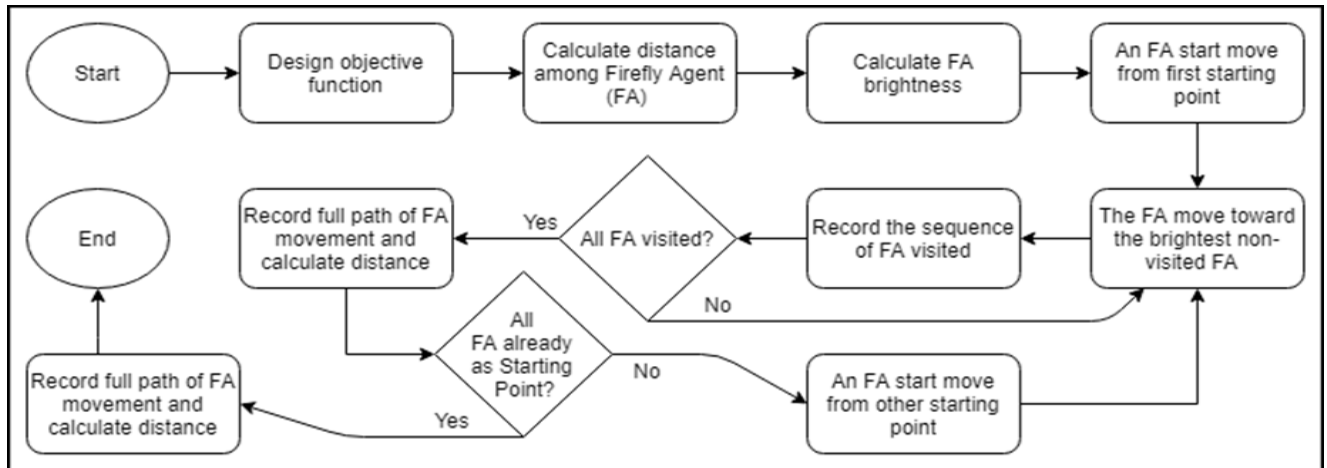 Start
Design objective
function
Calculate distance
among Firefly Agent
(FA)
Calculate FA
brightness
An FA start move
from first starting
point
The FA move toward
the brightest non-
visited FA
Record the sequence
of FA visited
All FA visited?
Yes
No
Record full path of FA
movement and
calculate distance
All
FA already
as Starting
Point?
No
An FA start move
from other starting
point
Yes
Record full path of FA
movement and
calculate distance
End